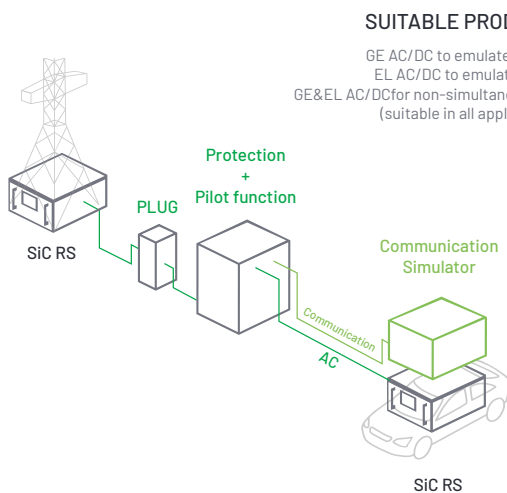 SUITABLE PROD
GE AC/DC to emulate
EL AC/DC to emulat
GE&EL AC/DCfor non-simultan
(suitable in all appl
Protection
+
Pilot function
PLUG
SiC RS
Communication
Simulator
Communication
AC
SiC RS